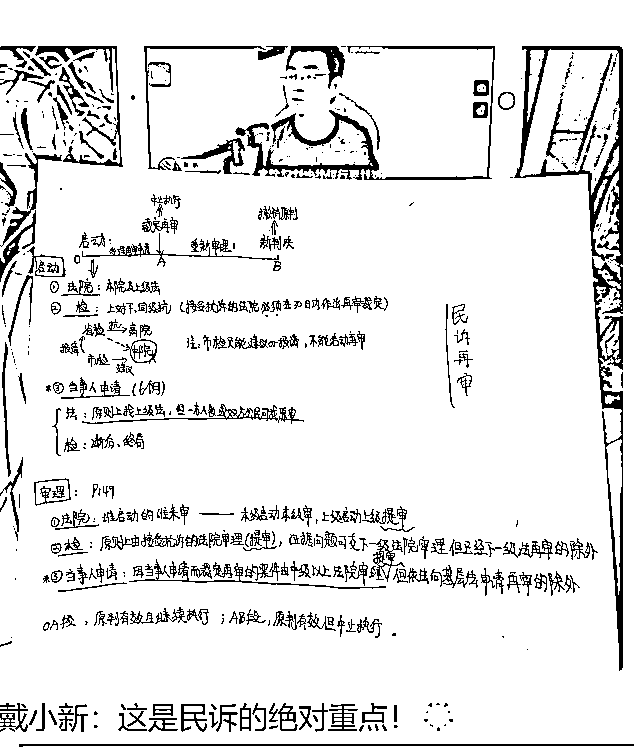 中止执行
撤销原判
裁定再审
新判决
启动:
重新审理
O A B
启动
① 法院: 本院及上级法
② 检: 上对下,同级抗 (接受抗诉的法院必须在30日内作出再审裁定)
省检 抗→ 高院
报请 中院
市检 建议
注:市检只能建议or报请,不能启动再审
民诉再审
*③ 当事人申请 (6个月)
法: 原则上找上级法,但一方人数众多或双方公民可找原审
检: 断后、终局
审理: P149
①法院: 谁启动的谁来审 —— 本级启动本级审,上级启动上级提审
②检: 原则上由接受抗诉的法院审理(提审),证据问题可交下一级法院审理 但已经下一级法再审的除外
提审
*③当事人申请: 因当事人申请而裁定再审的案件由中级以上法院审理 但依法向基层法申请再审的除外
OA段,原判有效且继续执行;AB段,原判有效但中止执行.
戴小新:这是民诉的绝对重点!